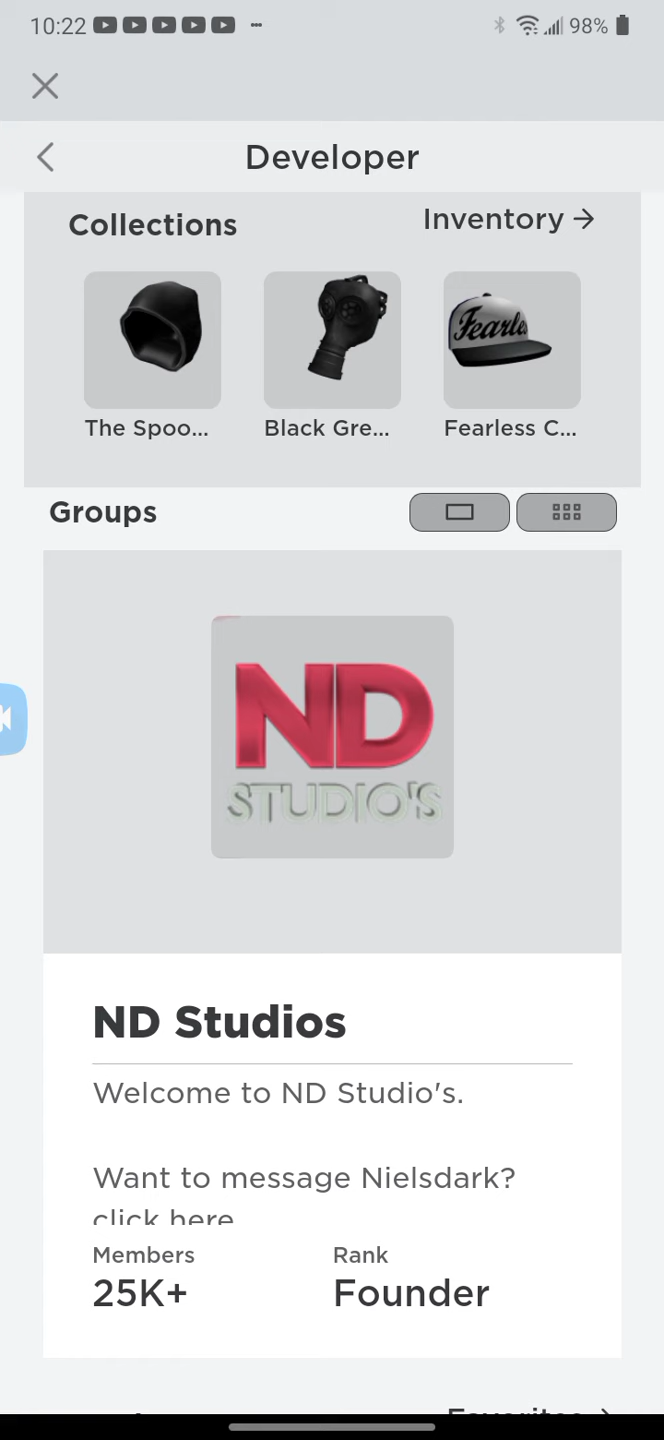 10:22
98%
Developer
Collections
Inventory →
The Spoo...
Black Gre...
Fearless C...
Groups
ND
STUDIO'S
ND Studios
Welcome to ND Studio's.
Want to message Nielsdark?
click here
Members
Rank
25K+
Founder
Favorites